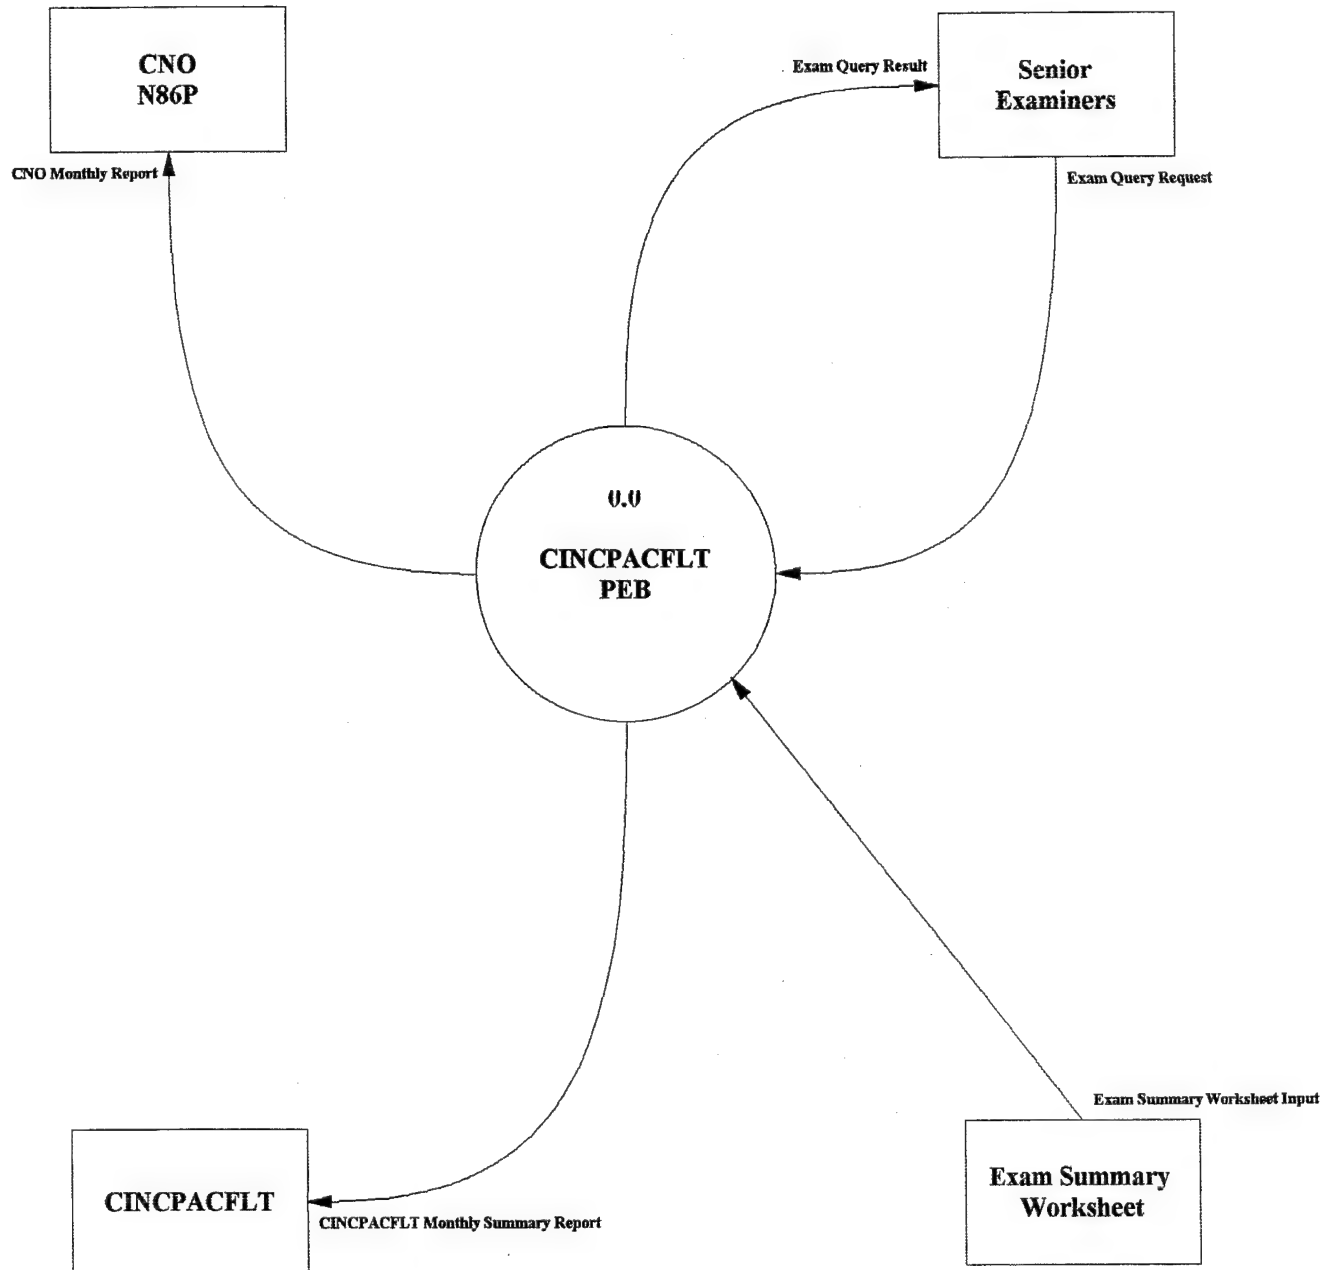 CNO
N86P
CNO Monthly Report
Exam Query Result
Senior
Examiners
Exam Query Request
0.0
CINCPACFLT
PEB
Exam Summary Worksheet Input
Exam Summary
Worksheet
CINCPACFLT
CINCPACFLT Monthly Summary Report